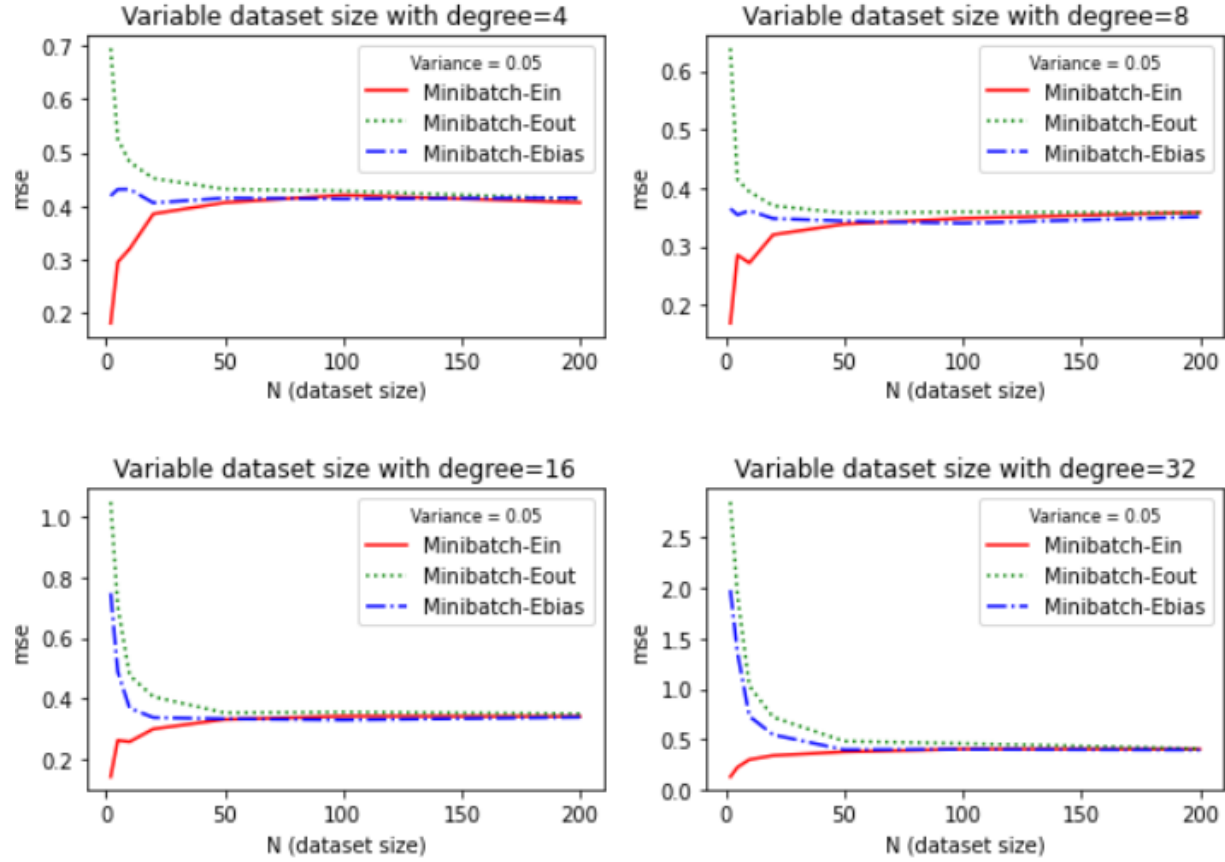 Variable dataset size with degree=4
0.7
0.6
0.5
0.4
0.3
0.2
mse
Variance = 0.05
Minibatch-Ein
Minibatch-Eout
Minibatch-Ebias
0 50 100 150 200
N (dataset size)
Variable dataset size with degree=8
0.6
0.5
0.4
0.3
0.2
mse
Variance = 0.05
Minibatch-Ein
Minibatch-Eout
Minibatch-Ebias
0 50 100 150 200
N (dataset size)
Variable dataset size with degree=16
1.0
0.8
0.6
0.4
0.2
mse
Variance = 0.05
Minibatch-Ein
Minibatch-Eout
Minibatch-Ebias
0 50 100 150 200
N (dataset size)
Variable dataset size with degree=32
2.5
2.0
1.5
1.0
0.5
0.0
mse
Variance = 0.05
Minibatch-Ein
Minibatch-Eout
Minibatch-Ebias
0 50 100 150 200
N (dataset size)